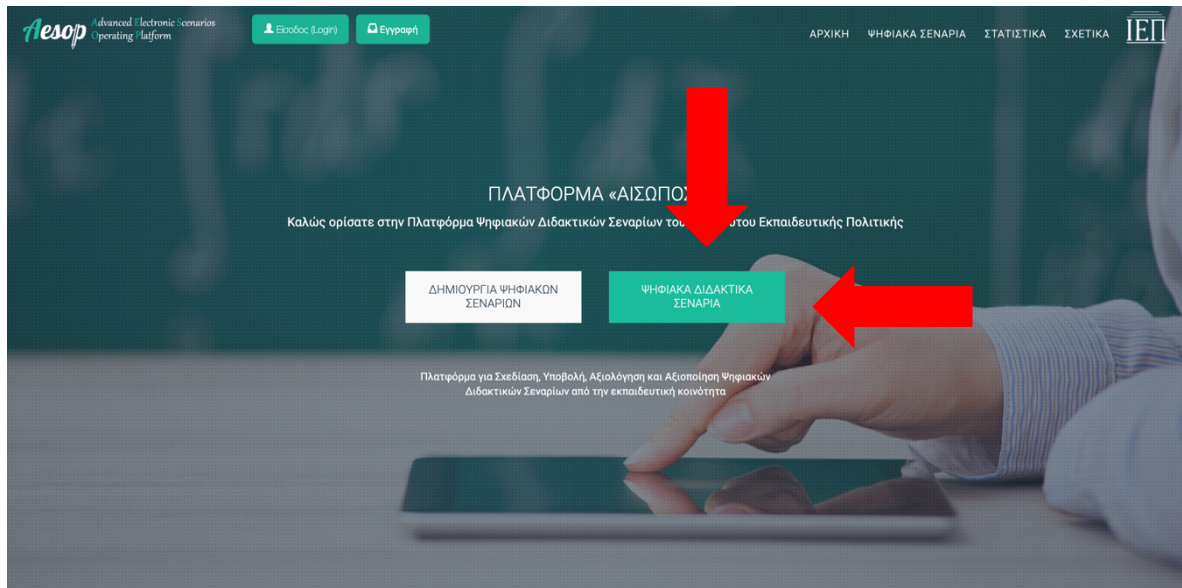 Aesop Advanced Electronic Scenarios
Operating Platform
Είσοδος (Login)
Εγγραφή
ΑΡΧΙΚΗ
ΨΗΦΙΑΚΑ ΣΕΝΑΡΙΑ
ΣΤΑΤΙΣΤΙΚΑ
ΣΧΕΤΙΚΑ
ΙΕΠ
ΠΛΑΤΦΟΡΜΑ «ΑΙΣΩΠΟΣ
Καλώς ορίσατε στην Πλατφόρμα Ψηφιακών Διδακτικών Σεναρίων Εκπαιδευτικής Πολιτικής
ΔΗΜΙΟΥΡΓΙΑ ΨΗΦΙΑΚΩΝ
ΣΕΝΑΡΙΩΝ
ΨΗΦΙΑΚΑ ΔΙΔΑΚΤΙΚΑ
ΣΕΝΑΡΙΑ
Πλατφόρμα για Σχεδίαση, Υποβολή, Αξιολόγηση και Αξιοποίηση Ψηφιακών
Διδακτικών Σεναρίων από την εκπαιδευτική κοινότητα